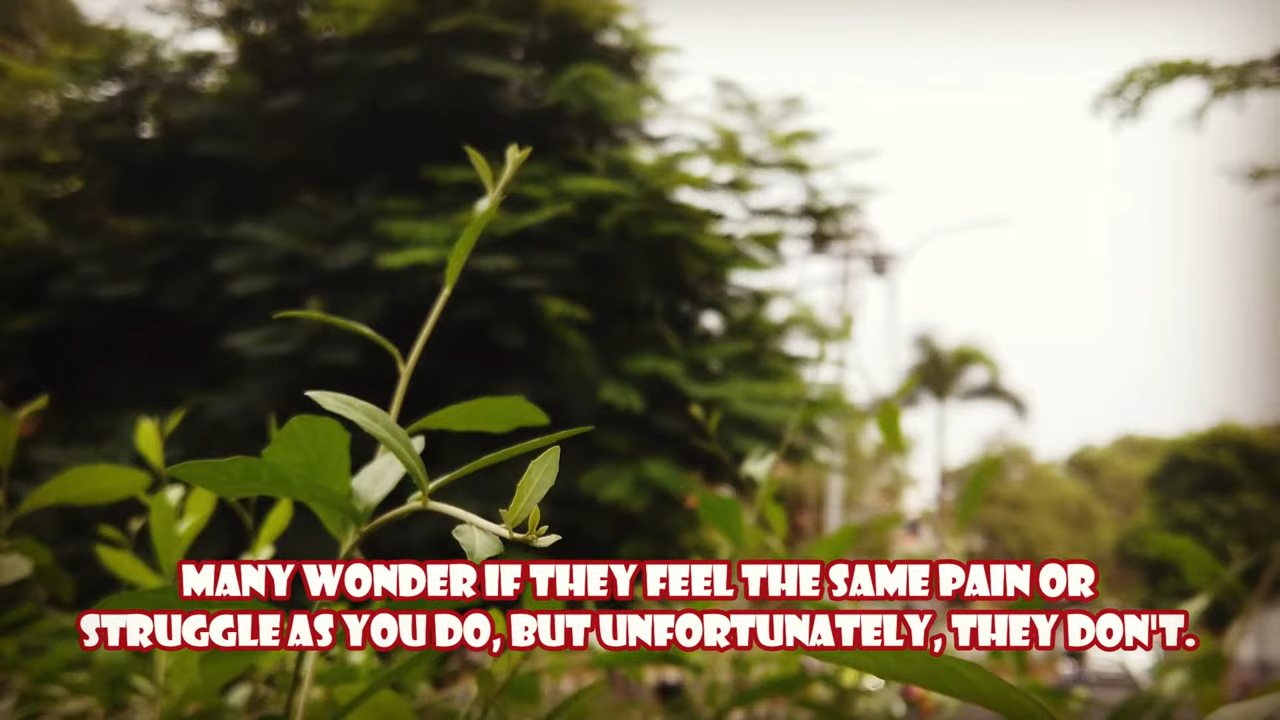 MANY WONDER IF THEY FEEL THE SAME PAIN OR
STRUGGLE AS YOU DO, BUT UNFORTUNATELY, THEY DON'T.